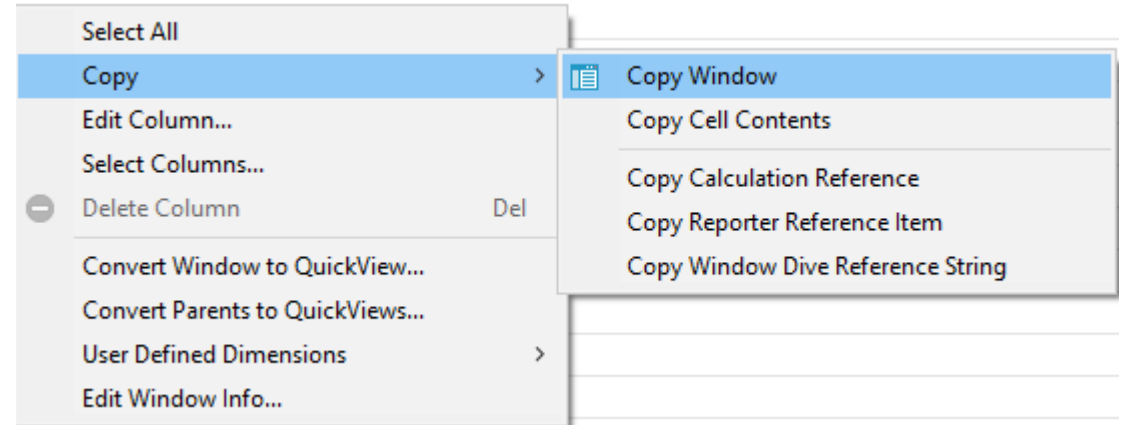 Select All
Copy
Edit Column...
Select Columns...
Delete Column Del
Convert Window to QuickView...
Convert Parents to QuickViews...
User Defined Dimensions
Edit Window Info...
Copy Window
Copy Cell Contents
Copy Calculation Reference
Copy Reporter Reference Item
Copy Window Dive Reference String